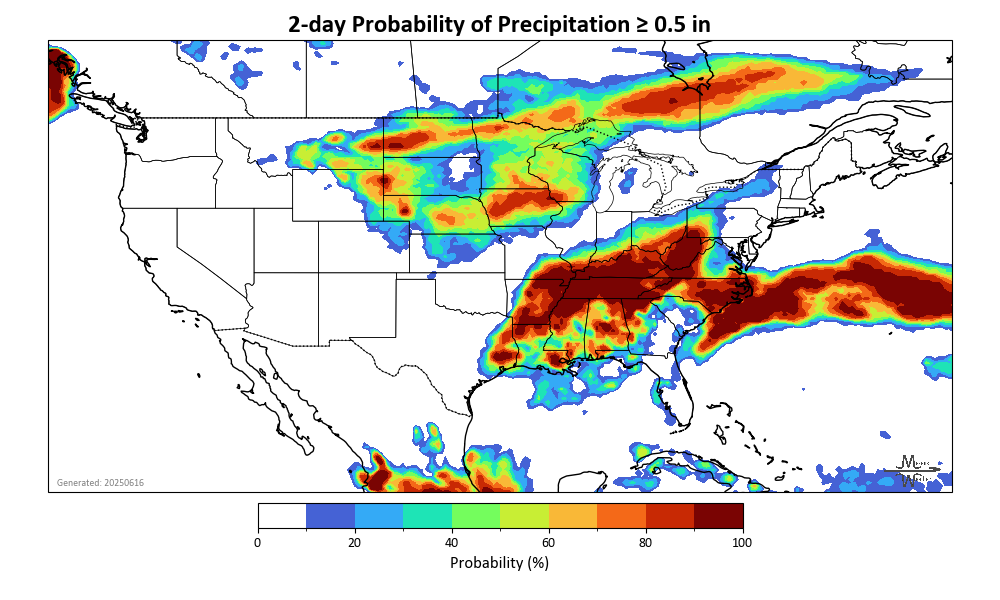 2-day Probability of Precipitation ≥ 0.5 in
Generated: 20250616
0 20 40 60 80 100
Probability (%)